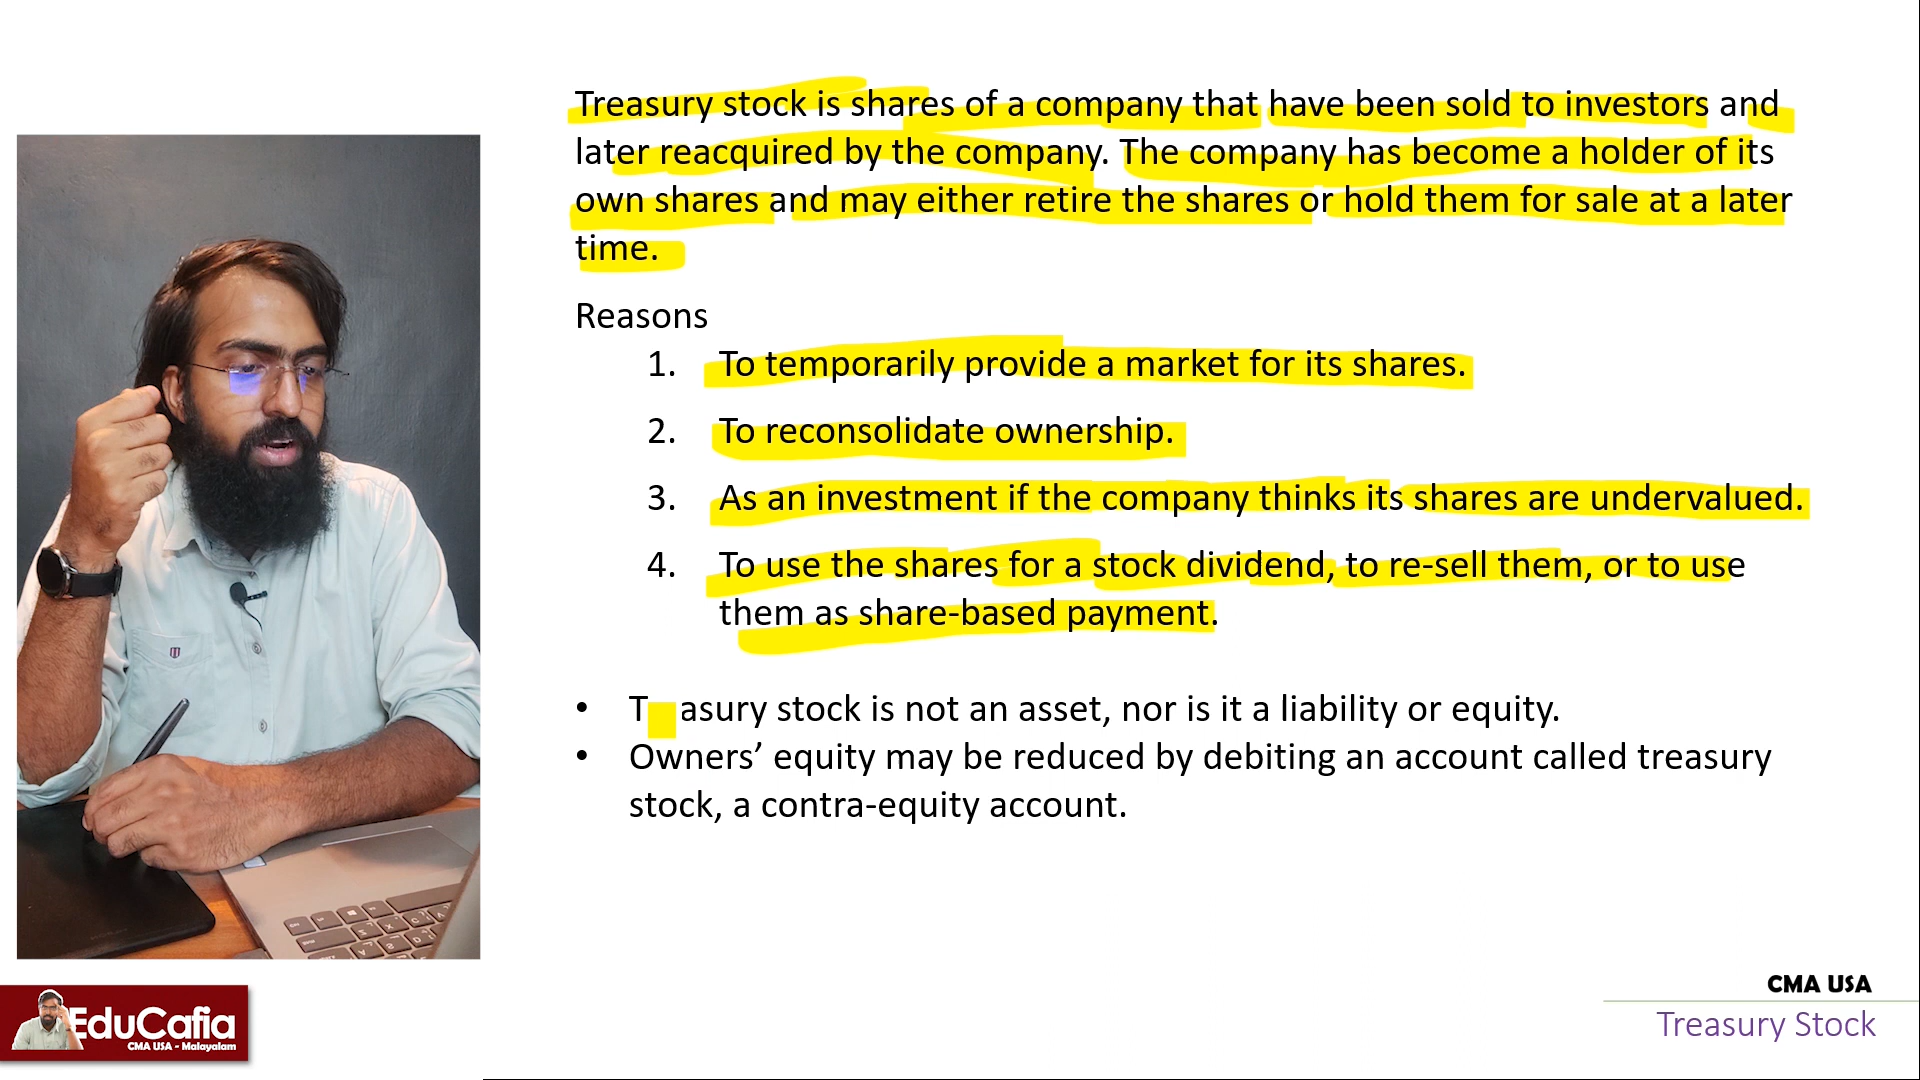 Treasury stock is shares of a company that have been sold to investors and
later reacquired by the company. The company has become a holder of its
own shares and may either retire the shares or hold them for sale at a later
time.
Reasons
1. To temporarily provide a market for its shares.
2. To reconsolidate ownership.
3. As an investment if the company thinks its shares are undervalued.
4. To use the shares for a stock dividend, to re-sell them, or to use
them as share-based payment.
• T asury stock is not an asset, nor is it a liability or equity.
• Owners’ equity may be reduced by debiting an account called treasury
stock, a contra-equity account.
CMA USA
Treasury Stock
EduCafia
CMA USA - Malayalam